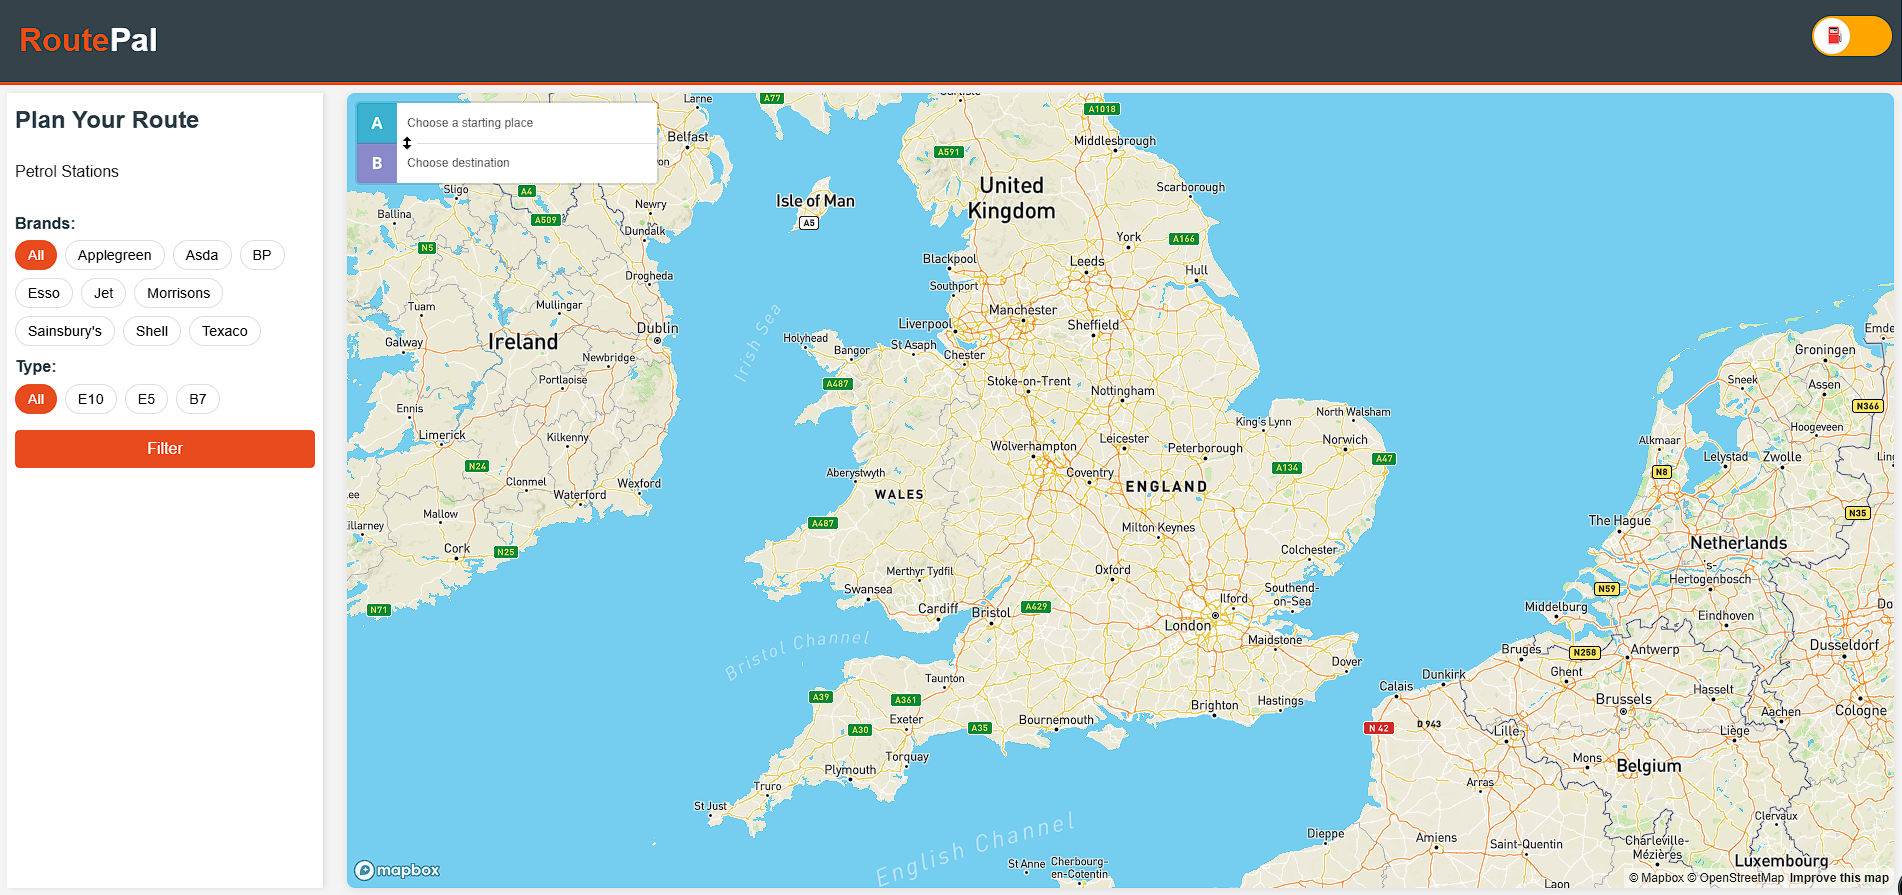 RoutePal
Plan Your Route
Petrol Stations
Brands:
All Applegreen Asda BP
Esso Jet Morrisons
Sainsbury's Shell Texaco
Type:
All E10 E5 B7
Filter
A Choose a starting place
B Choose destination
Larne
A77
A1018
Belfast
Middlesbrough
A591
United
Kingdom
Scarborough
Sligo
A4
Isle of Man
A5
Newry
Ballina
A509
Dundalk
York
A166
N5
Blackpool
Leeds
Hull
Drogheda
Southport
Tuam
Mullingar
Manchester
Liverpool
Sheffield
Dublin
Emde
Irish Sea
Galway
Ireland
Holyhead
Bangor
St Asaph
Chester
Newbridge
Groningen
Portlaoise
A487
Stoke-on-Trent
Nottingham
Sneek
Assen
N366
Ennis
North Walsham
King's Lynn
Hoogeveen
Limerick
Kilkenny
Wolverhampton
Leicester
Peterborough
Norwich
Alkmaar
A47
Lelystad
Zwolle
N24
Aberystwyth
Coventry
A134
N8
Clonmel
Wexford
WALES
ENGLAND
Waterford
Mallow
N35
A487
Milton Keynes
The Hague
Cork
N25
Colchester
Netherlands
Merthyr Tydfil
Oxford
's-
Hertogenbosch
Swansea
Southend-
on-Sea
N59
Ilford
N71
Cardiff
Bristol
A429
Middelburg
Eindhoven
London
Bristol Channel
Maidstone
Dusseldorf
Bruges
N258
Antwerp
Dover
Taunton
Dunkirk
Ghent
Calais
Hasselt
A39
A361
Brighton
Hastings
Brussels
Aachen
Cologne
Exeter
Bournemouth
A30
A35
N 42
D 943
Lille
Liège
Torquay
Mons
Belgium
Plymouth
Truro
Arras
St Just
Clervaux
English Channel
Dieppe
Amiens
Saint-Quentin
Charleville-
Mézières
St Anne
Cherbourg-
en-Cotentin
Luxembourg
Laon
mapbox
© Mapbox © OpenStreetMap Improve this map